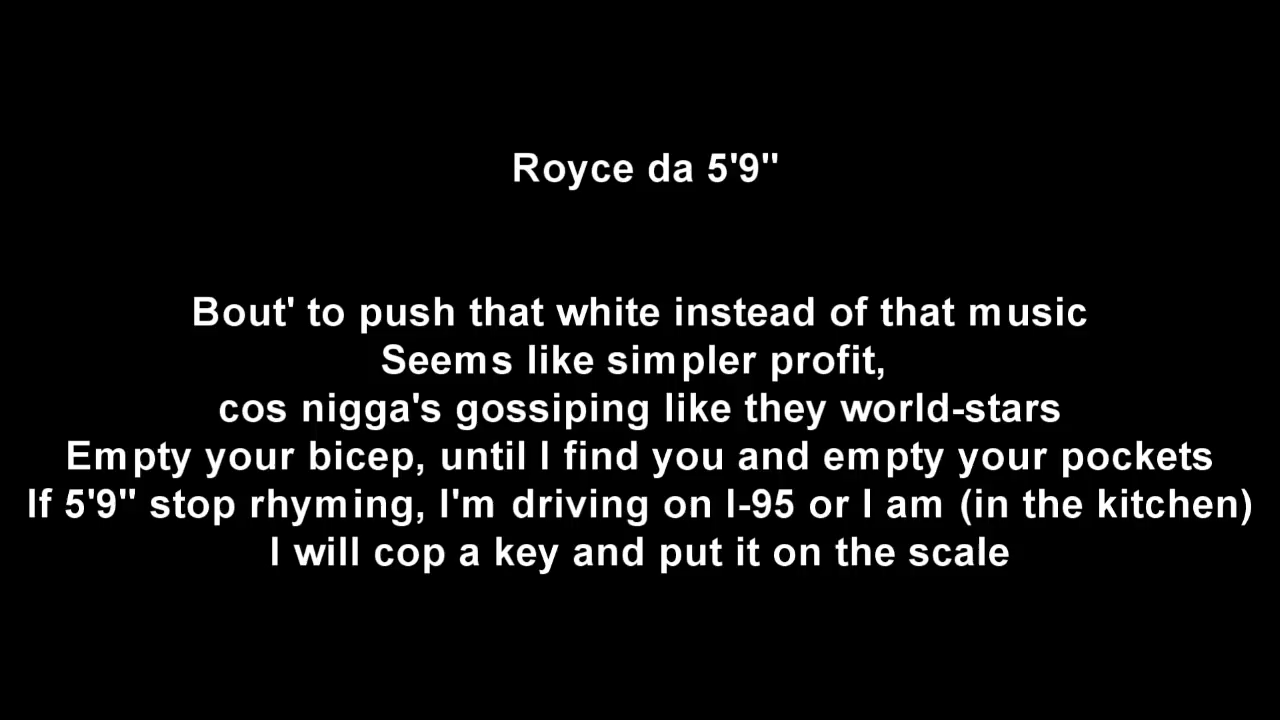 Royce da 5'9"
Bout' to push that white instead of that music
Seems like simpler profit,
cos nigga's gossiping like they world-stars
Empty your bicep, until I find you and empty your pockets
If 5'9" stop rhyming, I'm driving on I-95 or I am (in the kitchen)
I will cop a key and put it on the scale